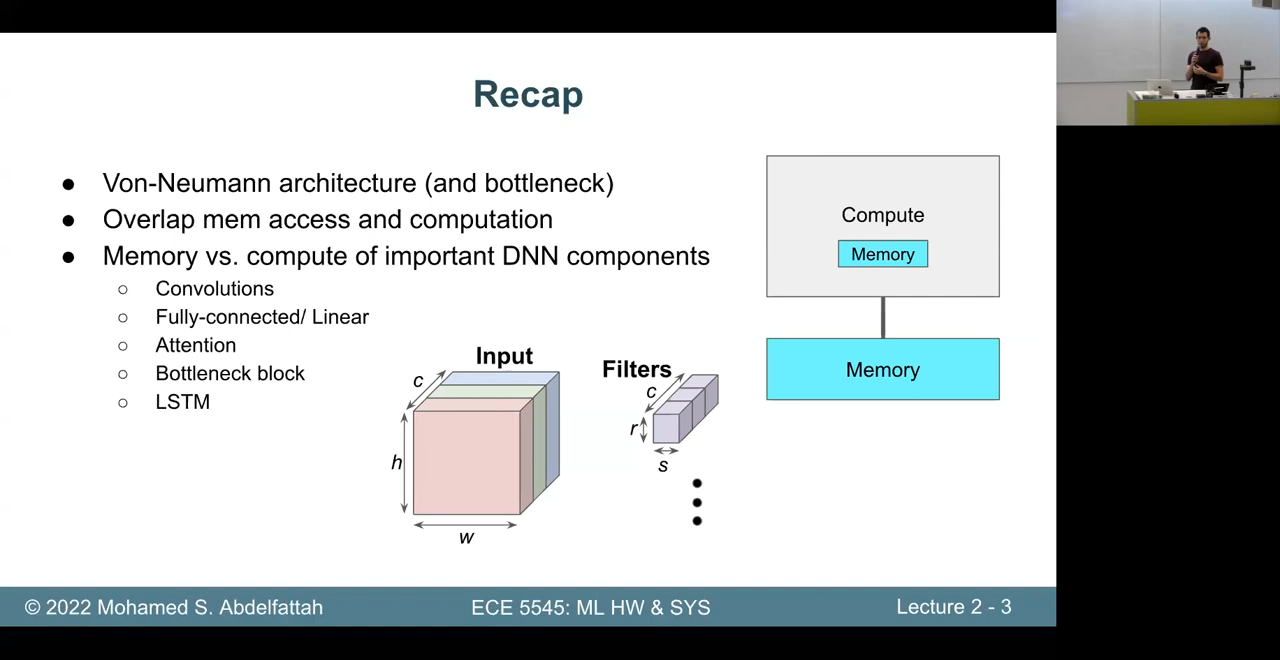 Recap
● Von-Neumann architecture (and bottleneck)
● Overlap mem access and computation
● Memory vs. compute of important DNN components
○ Convolutions
○ Fully-connected/ Linear
○ Attention
○ Bottleneck block
○ LSTM
Input
c
h
w
Filters
c
r
s
Compute
Memory
Memory
© 2022 Mohamed S. Abdelfattah
ECE 5545: ML HW & SYS
Lecture 2 - 3